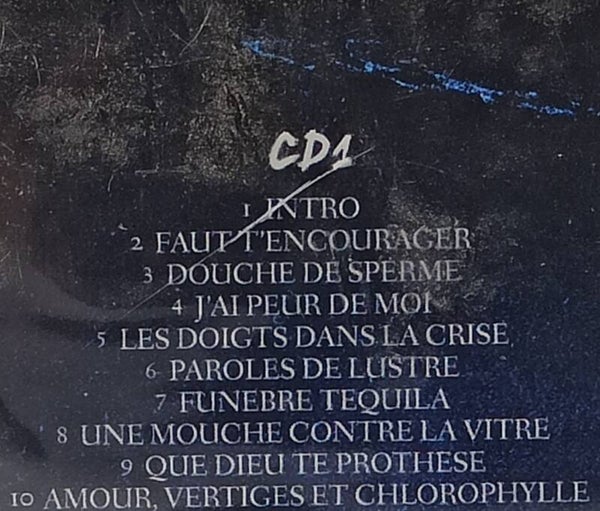 CD1
1 INTRO
2 FAUT T'ENCOURAGER
3 DOUCHE DE SPERME
4 J'AI PEUR DE MOI
5 LES DOIGTS DANS LA CRISE
6 PAROLES DE LUSTRE
7 FUNEBRE TEQUILA
8 UNE MOUCHE CONTRE LA VITRE
9 QUE DIEU TE PROTHESE
10 AMOUR, VERTIGES ET CHLOROPHYLLE